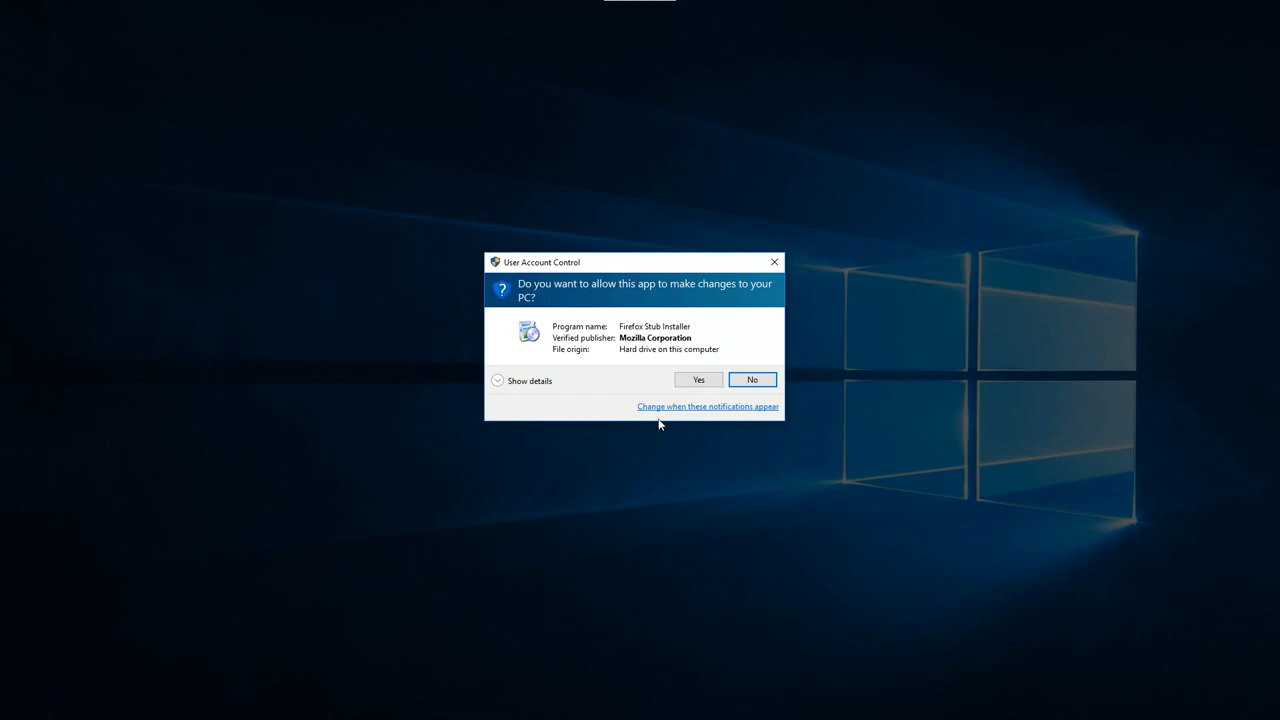 User Account Control
Do you want to allow this app to make changes to your
PC?
Program name: Firefox Stub Installer
Verified publisher: Mozilla Corporation
File origin: Hard drive on this computer
Show details
Yes
No
Change when these notifications appear